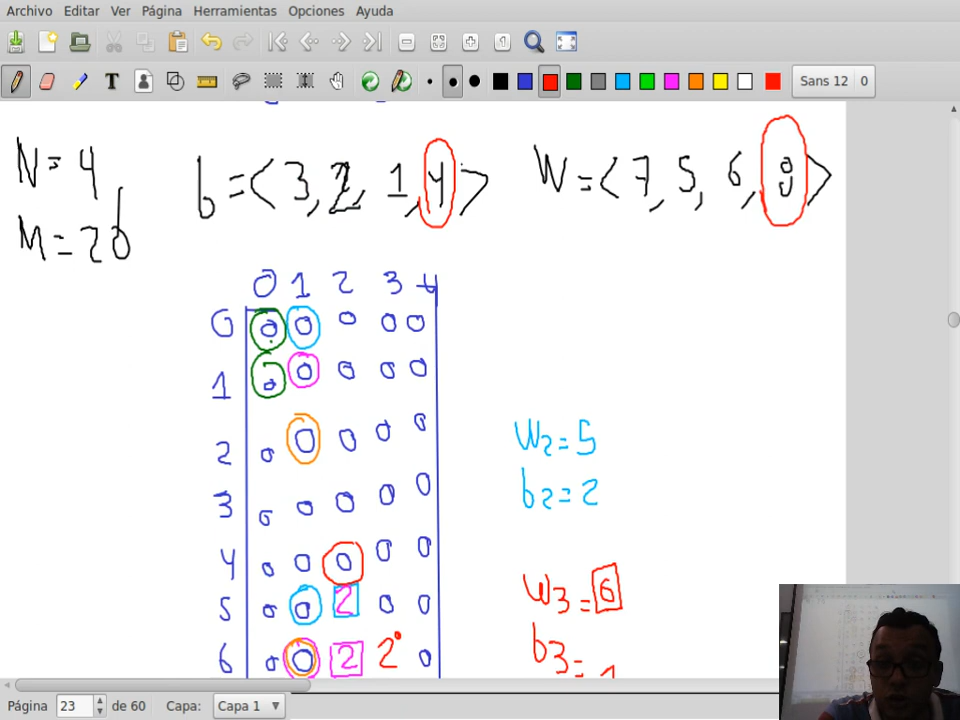 Editar Ver Página Herramientas Opciones Ayuda
Sans 12 0
N = 4
M = 20
b = < 3, 2, 1, 4 >
W = < 7, 5, 6, 9 >
0 1 2 3 4
0 0 0 0 0 0
1 0 0 0 0 0
2 0 0 0 0 0
3 0 0 0 0 0
4 0 0 0 0 0
5 0 0 2 0 0
6 0 0 2 2 0
W2 = 5
b2 = 2
W3 = 6
b3 =
Página 23 de 60 Capa: Capa 1